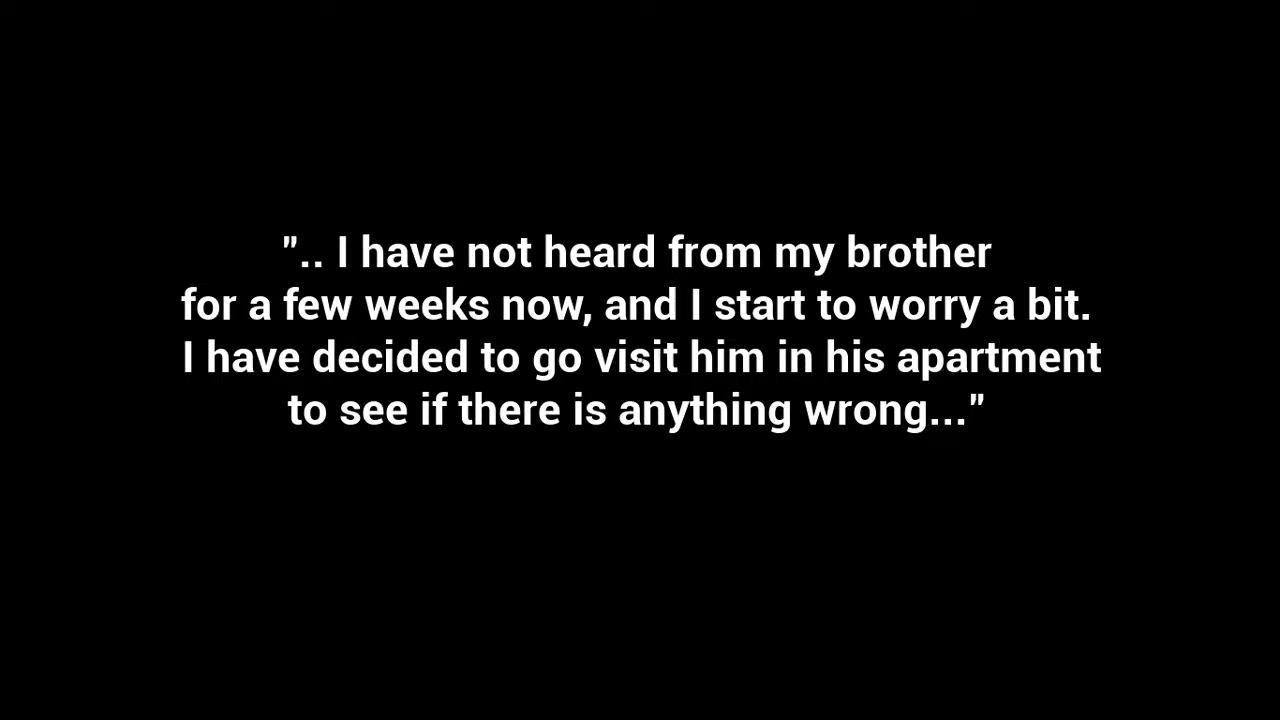 ".. I have not heard from my brother
for a few weeks now, and I start to worry a bit.
I have decided to go visit him in his apartment
to see if there is anything wrong..."